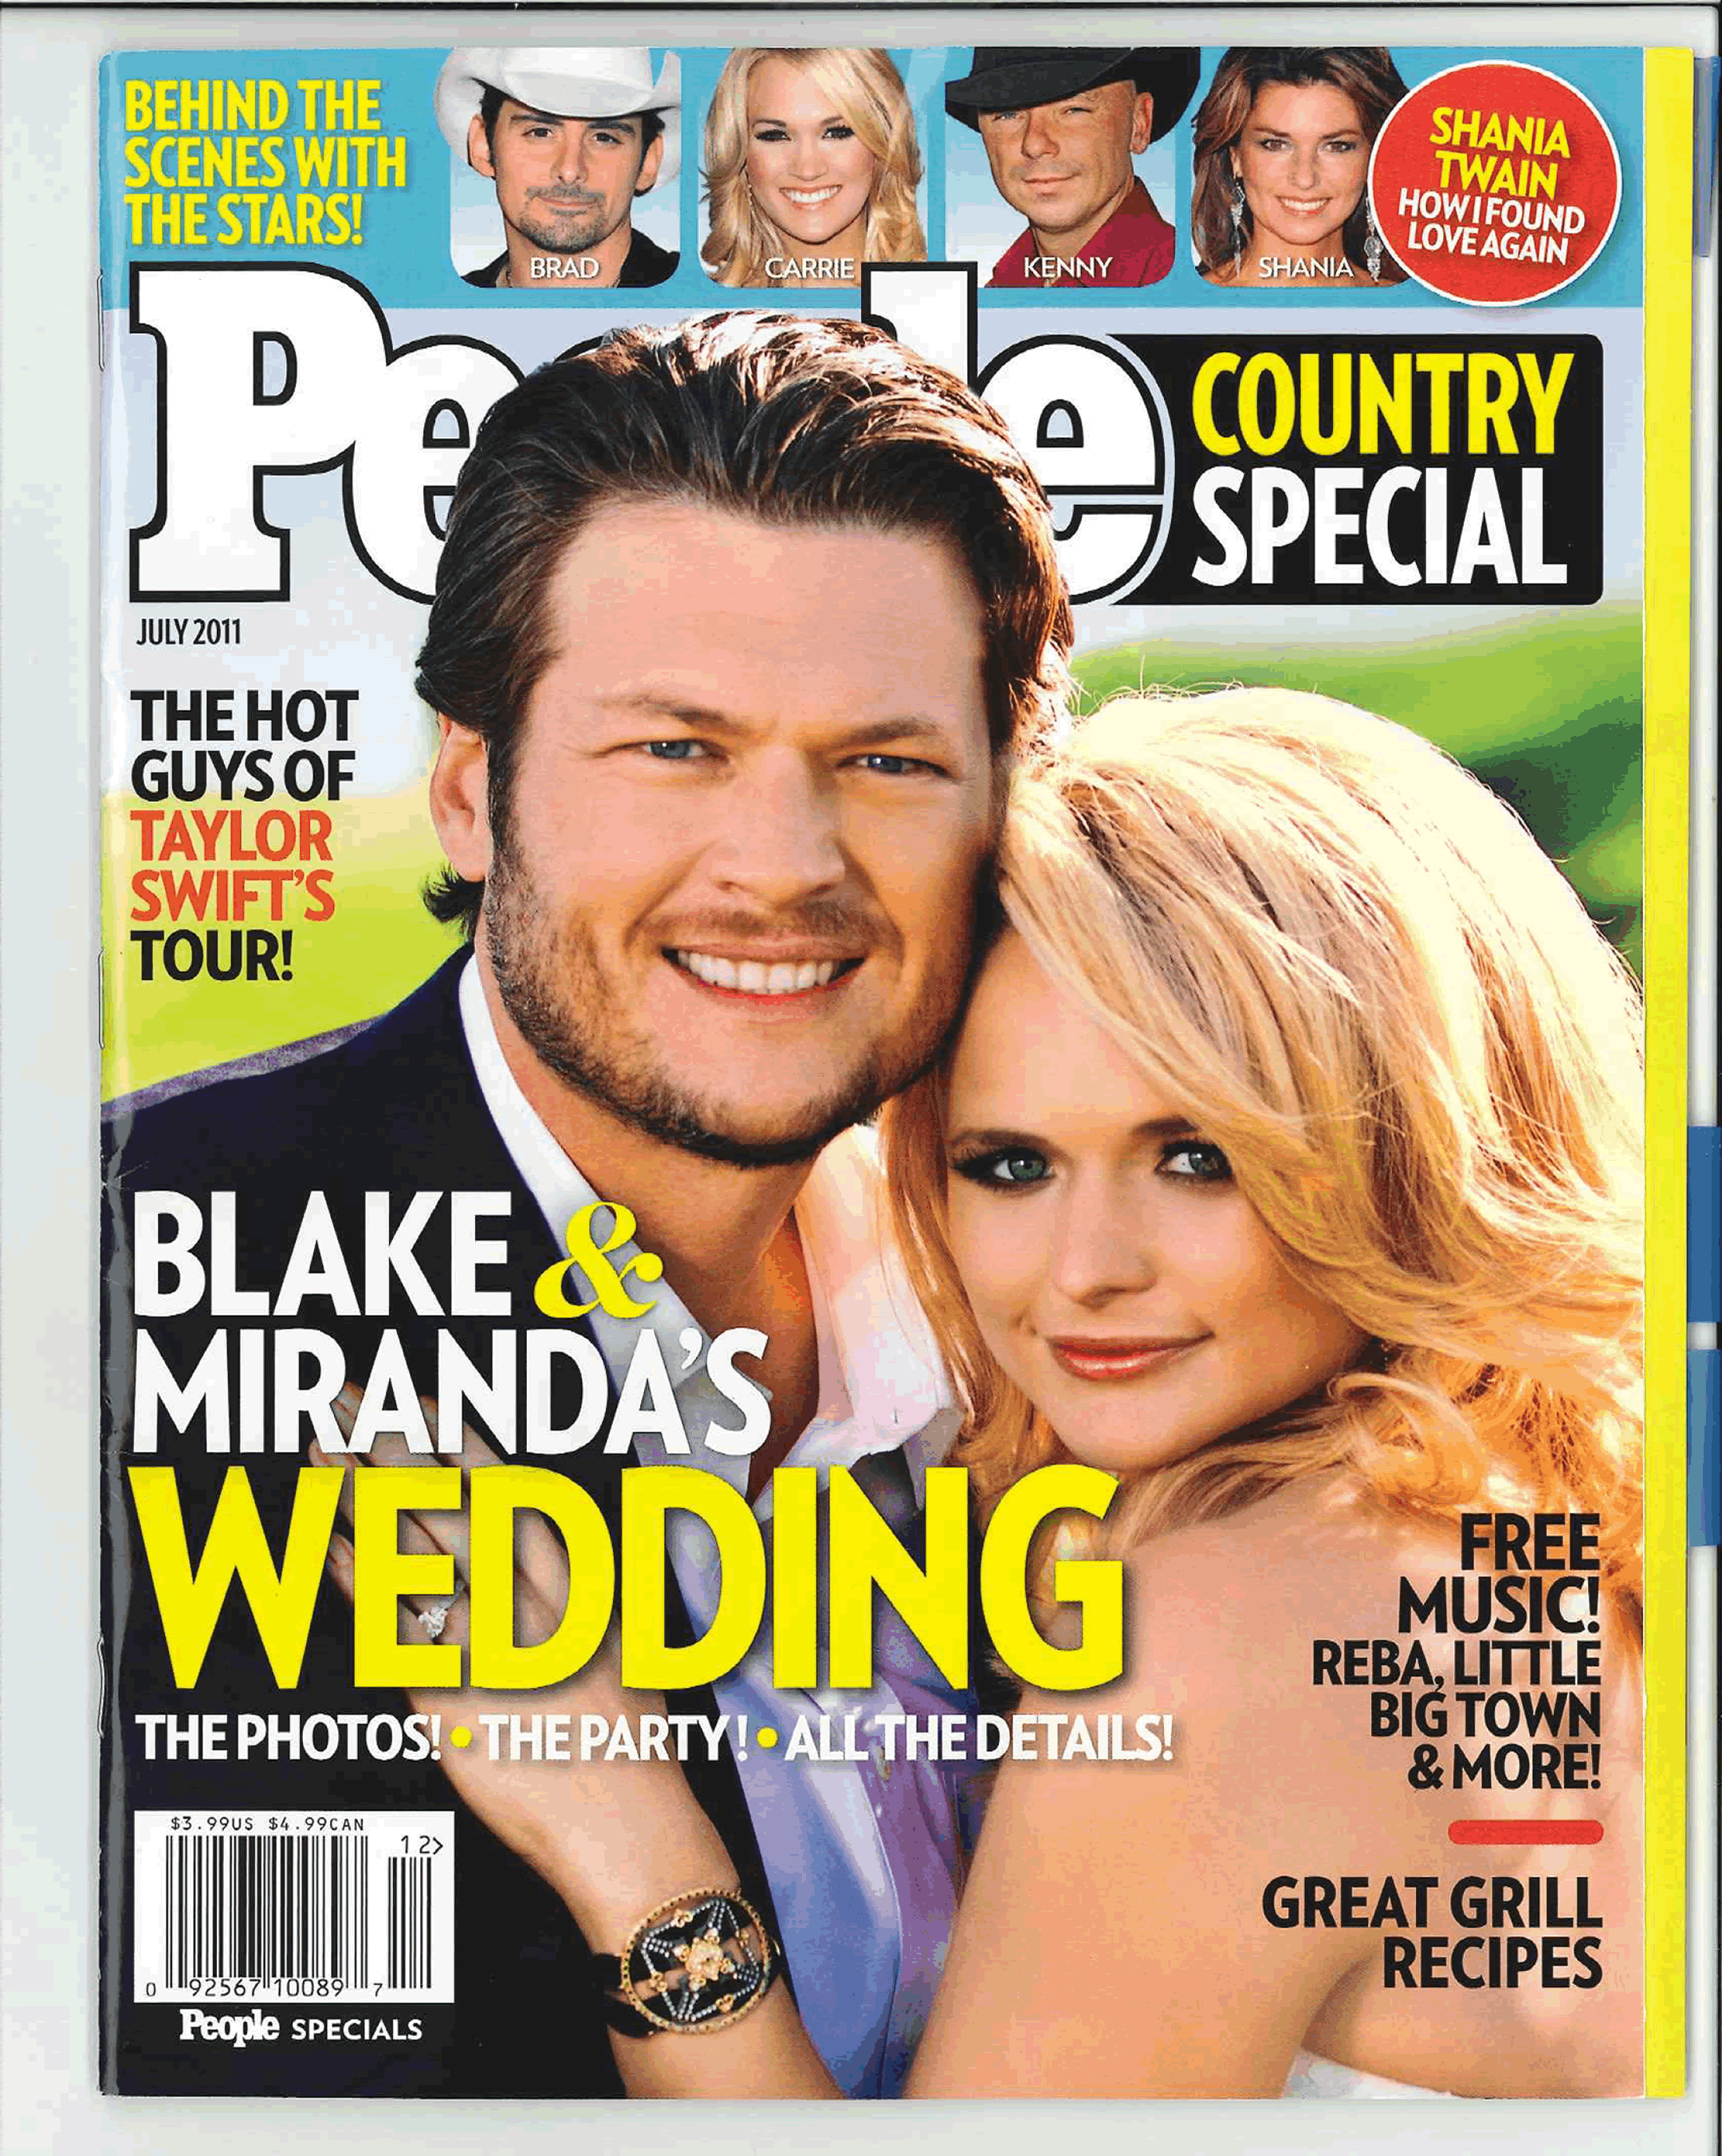 BEHIND THE
SCENES WITH
THE STARS!
BRAD
CARRIE
KENNY
SHANIA
SHANIA
TWAIN
HOW I FOUND
LOVE AGAIN
People
COUNTRY
SPECIAL
JULY 2011
THE HOT
GUYS OF
TAYLOR
SWIFT'S
TOUR!
BLAKE &
MIRANDA'S
WEDDING
THE PHOTOS! • THE PARTY! • ALL THE DETAILS!
FREE
MUSIC!
REBA, LITTLE
BIG TOWN
& MORE!
GREAT GRILL
RECIPES
$3.99US $4.99CAN
12>
0 92567 10089 7
People SPECIALS